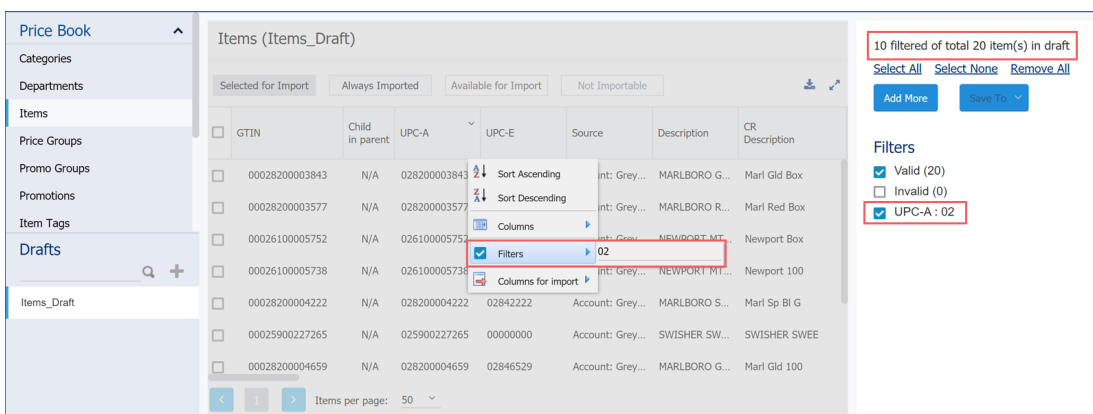 Price Book
Categories
Departments
Items
Price Groups
Promo Groups
Promotions
Item Tags
Drafts
Items_Draft
Items (Items_Draft)
Selected for Import Always Imported Available for Import Not Importable
GTIN Child in parent UPC-A UPC-E Source Description CR Description
00028200003843 N/A 028200003843 Grey... MARLBORO G... Marl Gld Box
00028200003577 N/A 028200003577 Grey... MARLBORO R... Marl Red Box
00026100005752 N/A 026100005752 Grey... NEWPORT MT... Newport Box
00026100005738 N/A 026100005738 Grey... NEWPORT MT... Newport 100
00028200004222 N/A 028200004222 02842222 Account: Grey... MARLBORO S... Marl Sp Bl G
00025900227265 N/A 025900227265 00000000 Account: Grey... SWISHER SW... SWISHER SWEE
00028200004659 N/A 028200004659 02846529 Account: Grey... MARLBORO G... Marl Gld 100
Sort Ascending
Sort Descending
Columns
Filters 02
Columns for import
1 Items per page: 50
10 filtered of total 20 item(s) in draft
Select All Select None Remove All
Add More Save To
Filters
Valid (20)
Invalid (0)
UPC-A : 02